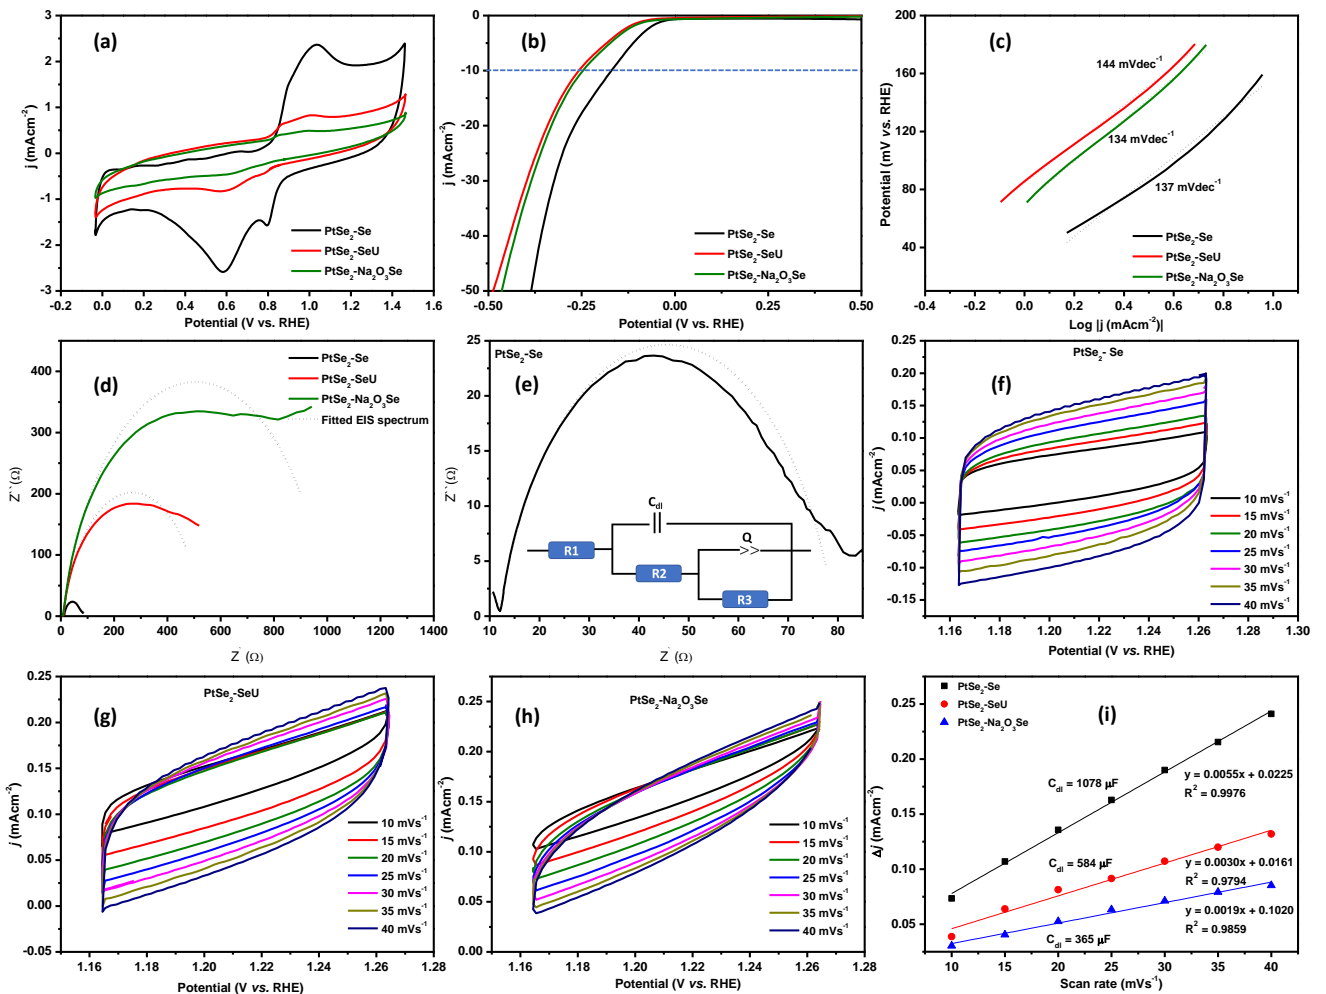 (a)
j (mAcm⁻²)
3
2
1
0
-1
-2
-3
PtSe₂-Se
PtSe₂-SeU
PtSe₂-Na₂O₃Se
-0.2 0.0 0.2 0.4 0.6 0.8 1.0 1.2 1.4 1.6
Potential (V vs. RHE)
(b)
j (mAcm⁻²)
0
-10
-20
-30
-40
-50
PtSe₂-Se
PtSe₂-SeU
PtSe₂-Na₂O₃Se
-0.50 -0.25 0.00 0.25 0.50
Potential (V vs. RHE)
(c)
Potential (mV vs. RHE)
200
160
120
80
40
144 mVdec⁻¹
134 mVdec⁻¹
137 mVdec⁻¹
PtSe₂-Se
PtSe₂-SeU
PtSe₂-Na₂O₃Se
-0.4 -0.1 0.2 0.5 0.8 1.1
Log |j (mAcm⁻²)|
(d)
Z`` (Ω)
400
300
200
100
0
PtSe₂-Se
PtSe₂-SeU
PtSe₂-Na₂O₃Se
Fitted EIS spectrum
0 200 400 600 800 1000 1200 1400
Z` (Ω)
PtSe₂-Se
(e)
Z`` (Ω)
25
20
15
10
5
0
C_dl
Q
R1
R2
R3
10 20 30 40 50 60 70 80
Z` (Ω)
PtSe₂- Se
(f)
j (mAcm⁻²)
0.25
0.20
0.15
0.10
0.05
0.00
-0.05
-0.10
-0.15
10 mVs⁻¹
15 mVs⁻¹
20 mVs⁻¹
25 mVs⁻¹
30 mVs⁻¹
35 mVs⁻¹
40 mVs⁻¹
1.16 1.18 1.20 1.22 1.24 1.26 1.28 1.30
Potential (V vs. RHE)
PtSe₂-SeU
(g)
j (mAcm⁻²)
0.25
0.20
0.15
0.10
0.05
0.00
-0.05
10 mVs⁻¹
15 mVs⁻¹
20 mVs⁻¹
25 mVs⁻¹
30 mVs⁻¹
35 mVs⁻¹
40 mVs⁻¹
1.16 1.18 1.20 1.22 1.24 1.26 1.28
Potential (V vs. RHE)
PtSe₂-Na₂O₃Se
(h)
j (mAcm⁻²)
0.25
0.20
0.15
0.10
0.05
0.00
10 mVs⁻¹
15 mVs⁻¹
20 mVs⁻¹
25 mVs⁻¹
30 mVs⁻¹
35 mVs⁻¹
40 mVs⁻¹
1.16 1.18 1.20 1.22 1.24 1.26 1.28
Potential (V vs. RHE)
PtSe₂-Se
PtSe₂-SeU
PtSe₂-Na₂O₃Se
(i)
Δj (mAcm⁻²)
0.25
0.20
0.15
0.10
0.05
C_dl = 1078 µF
y = 0.0055x + 0.0225
R² = 0.9976
C_dl = 584 µF
y = 0.0030x + 0.0161
R² = 0.9794
y = 0.0019x + 0.1020
R² = 0.9859
C_dl = 365 µF
10 15 20 25 30 35 40
Scan rate (mVs⁻¹)